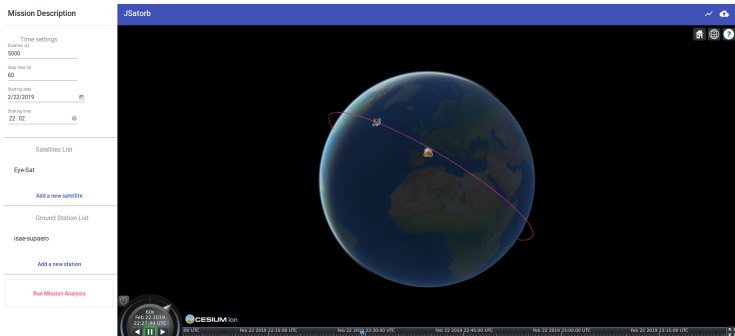 Mission Description
JSatorb
Time settings
Duration (s)
5000
Step Time (s)
60
Starting date
2/22/2019
Starting time
22:02
Satellites List
Eye-Sat
Add a new satellite
Ground Station List
isae-supaero
Add a new station
Run Mission Analysis
60x
Feb 22 2019
22:27:44 UTC
CESIUM ion
00 UTC
Feb 22 2019 22:15:00 UTC
Feb 22 2019 22:30:00 UTC
Feb 22 2019 22:45:00 UTC
Feb 22 2019 23:00:00 UTC
Feb 22 2019 23:15:00 UTC